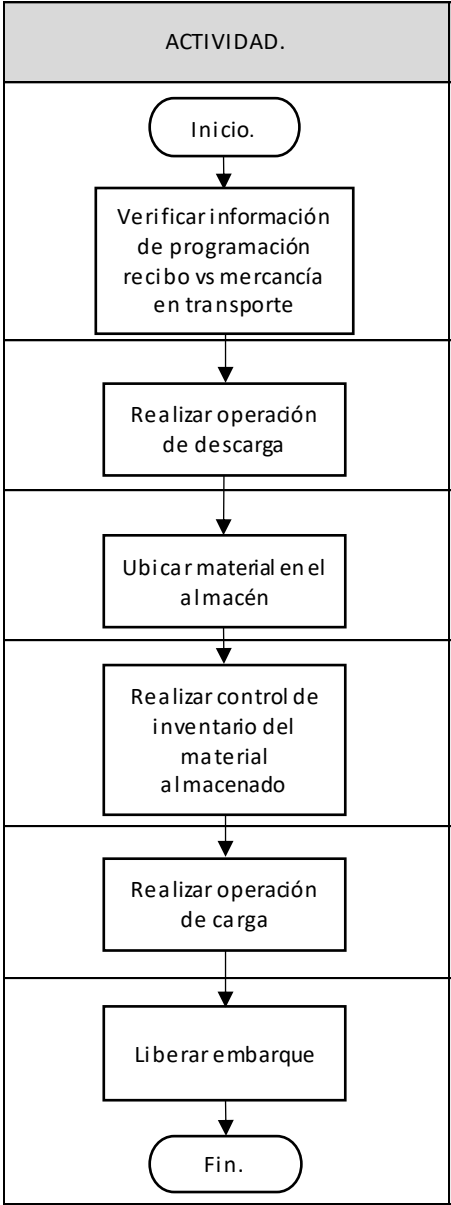 ACTIVIDAD.
Inicio.
Verificar información
de programación
recibo vs mercancía
en transporte
Realizar operación
de descarga
Ubicar material en el
almacén
Realizar control de
inventario del
material
almacenado
Realizar operación
de carga
Liberar embarque
Fin.